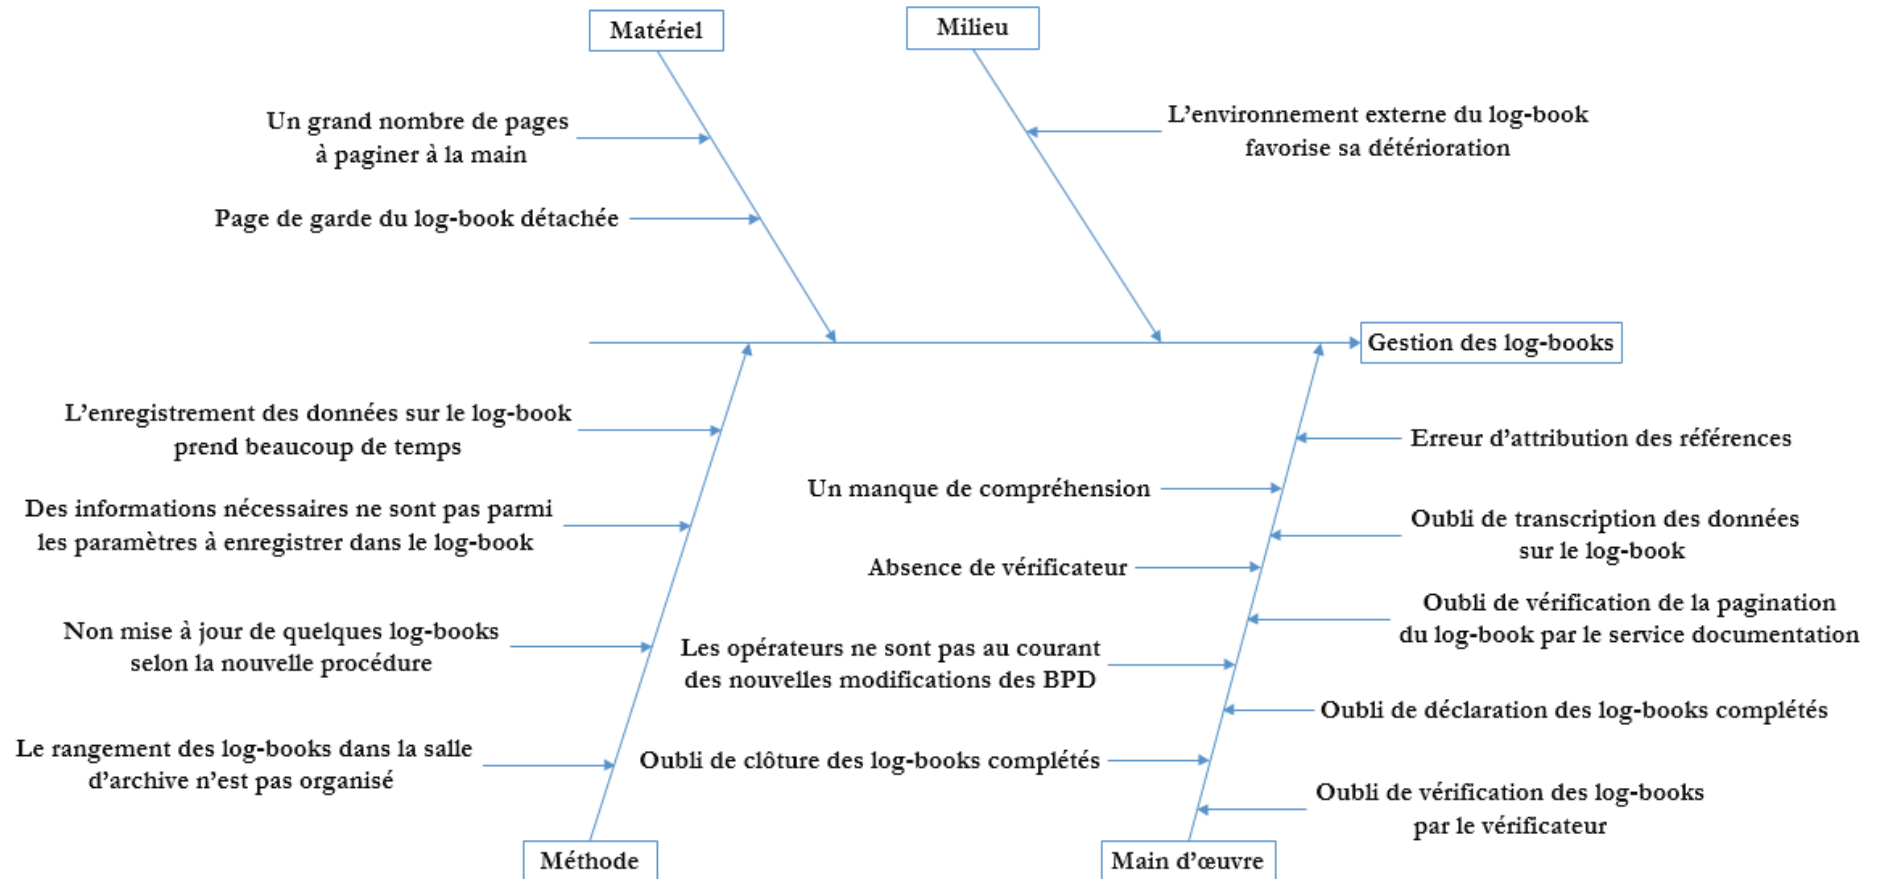 Matériel
Milieu
Un grand nombre de pages
à paginer à la main
L'environnement externe du log-book
favorise sa détérioration
Page de garde du log-book détachée
Gestion des log-books
L'enregistrement des données sur le log-book
prend beaucoup de temps
Des informations nécessaires ne sont pas parmi
les paramètres à enregistrer dans le log-book
Non mise à jour de quelques log-books
selon la nouvelle procédure
Le rangement des log-books dans la salle
d'archive n'est pas organisé
Méthode
Un manque de compréhension
Absence de vérificateur
Les opérateurs ne sont pas au courant
des nouvelles modifications des BPD
Oubli de clôture des log-books complétés
Erreur d'attribution des références
Oubli de transcription des données
sur le log-book
Oubli de vérification de la pagination
du log-book par le service documentation
Oubli de déclaration des log-books complétés
Oubli de vérification des log-books
par le vérificateur
Main d'œuvre